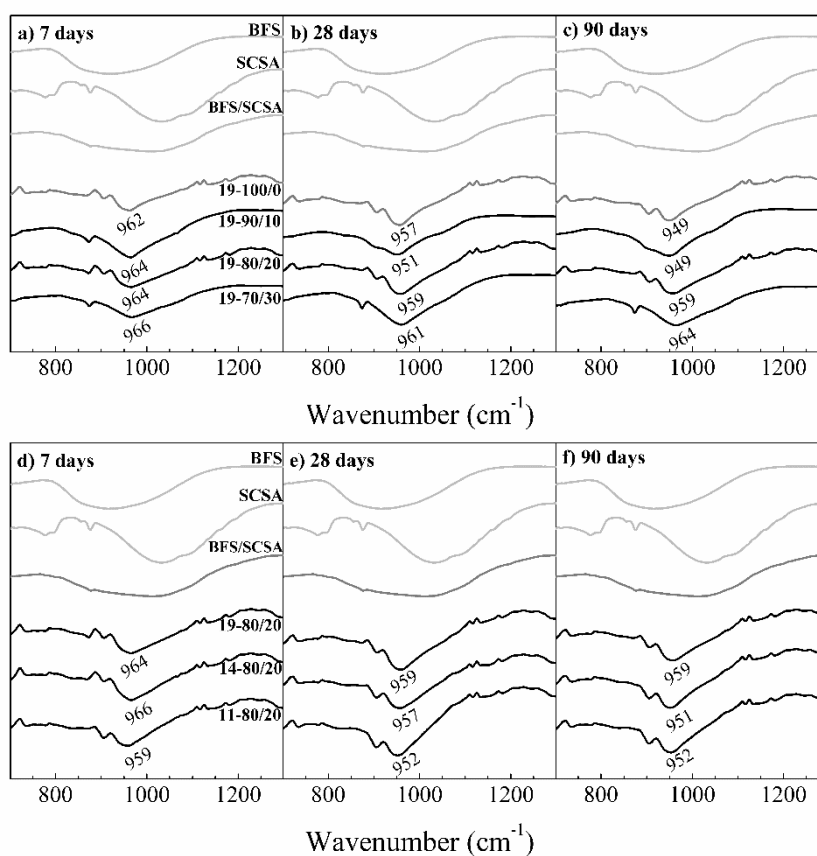 a) 7 days
BFS
SCSA
BFS/SCSA
19-100/0
962
19-90/10
964
19-80/20
964
19-70/30
966
b) 28 days
957
951
959
961
c) 90 days
949
949
959
964
800 1000 1200 800 1000 1200 800 1000 1200
Wavenumber (cm⁻¹)
d) 7 days
BFS
SCSA
BFS/SCSA
19-80/20
964
14-80/20
966
11-80/20
959
e) 28 days
959
957
952
f) 90 days
959
951
952
800 1000 1200 800 1000 1200 800 1000 1200
Wavenumber (cm⁻¹)